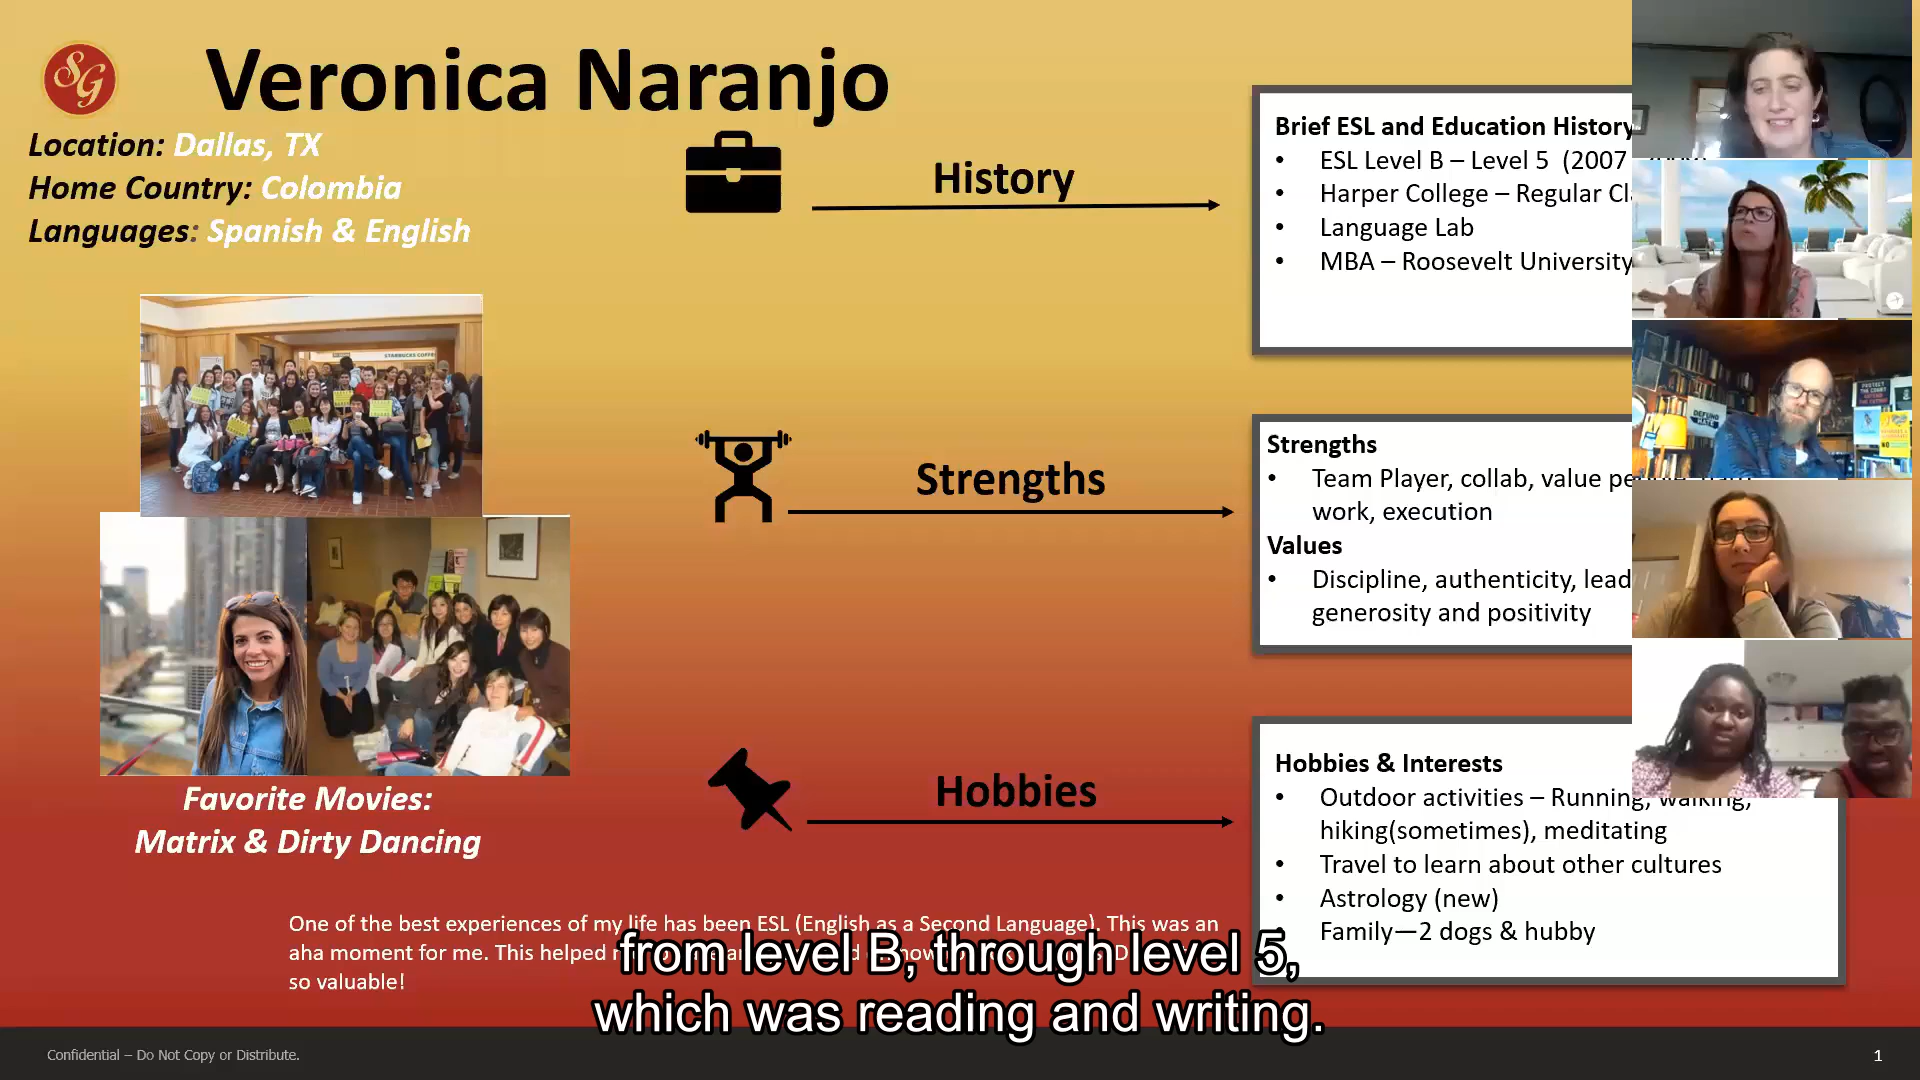 SG
Veronica Naranjo
Location: Dallas, TX
Home Country: Colombia
Languages: Spanish & English
STARBUCKS COFFE
Favorite Movies:
Matrix & Dirty Dancing
History
Strengths
Hobbies
Brief ESL and Education History
ESL Level B – Level 5 (2007
Harper College – Regular Cl
Language Lab
MBA – Roosevelt University
Strengths
Team Player, collab, value
work, execution
Values
Discipline, authenticity, lead
generosity and positivity
Hobbies & Interests
Outdoor activities – Running, walking,
hiking(sometimes), meditating
Travel to learn about other cultures
Astrology (new)
Family—2 dogs & hubby
DEFUND
HATE
One of the best experiences of my life has been ESL (English as a Second Language). This was an
aha moment for me. This helped
so valuable!
from level B, through level 5,
which was reading and writing.
Confidential – Do Not Copy or Distribute.
1